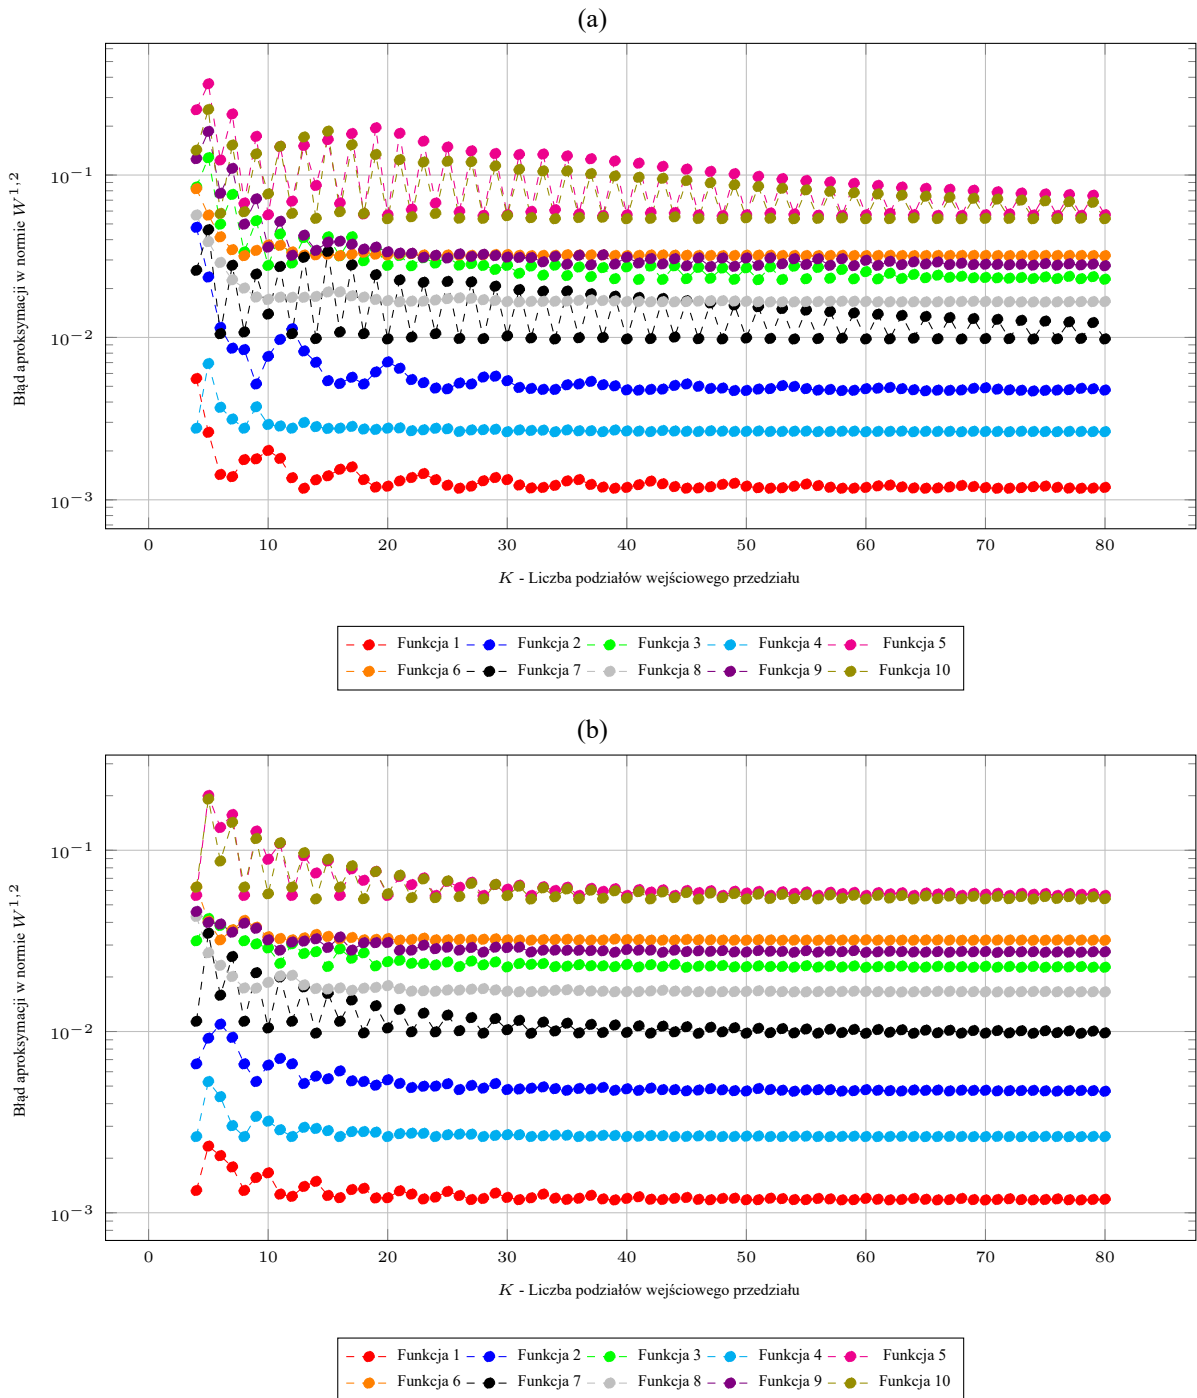 (a)
10⁻¹
10⁻²
10⁻³
Błąd aproksymacji w normie W^{1,2}
0 10 20 30 40 50 60 70 80
K - Liczba podziałów wejściowego przedziału
Funkcja 1 Funkcja 2 Funkcja 3 Funkcja 4 Funkcja 5
Funkcja 6 Funkcja 7 Funkcja 8 Funkcja 9 Funkcja 10
(b)
10⁻¹
10⁻²
10⁻³
Błąd aproksymacji w normie W^{1,2}
0 10 20 30 40 50 60 70 80
K - Liczba podziałów wejściowego przedziału
Funkcja 1 Funkcja 2 Funkcja 3 Funkcja 4 Funkcja 5
Funkcja 6 Funkcja 7 Funkcja 8 Funkcja 9 Funkcja 10